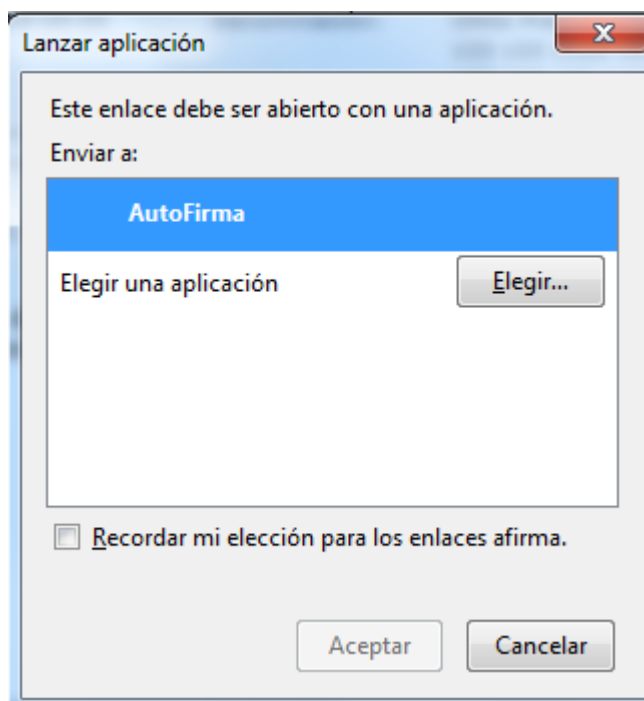 Lanzar aplicación
Este enlace debe ser abierto con una aplicación.
Enviar a:
AutoFirma
Elegir una aplicación
Elegir...
Recordar mi elección para los enlaces afirma.
Aceptar
Cancelar